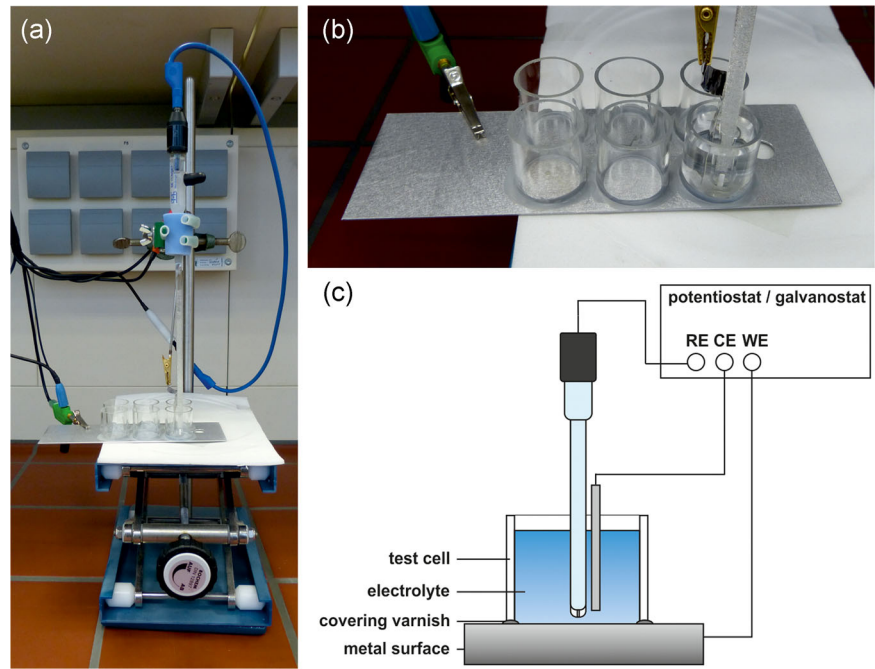 (a)
(b)
(c)
potentiostat / galvanostat
RE CE WE
test cell
electrolyte
covering varnish
metal surface